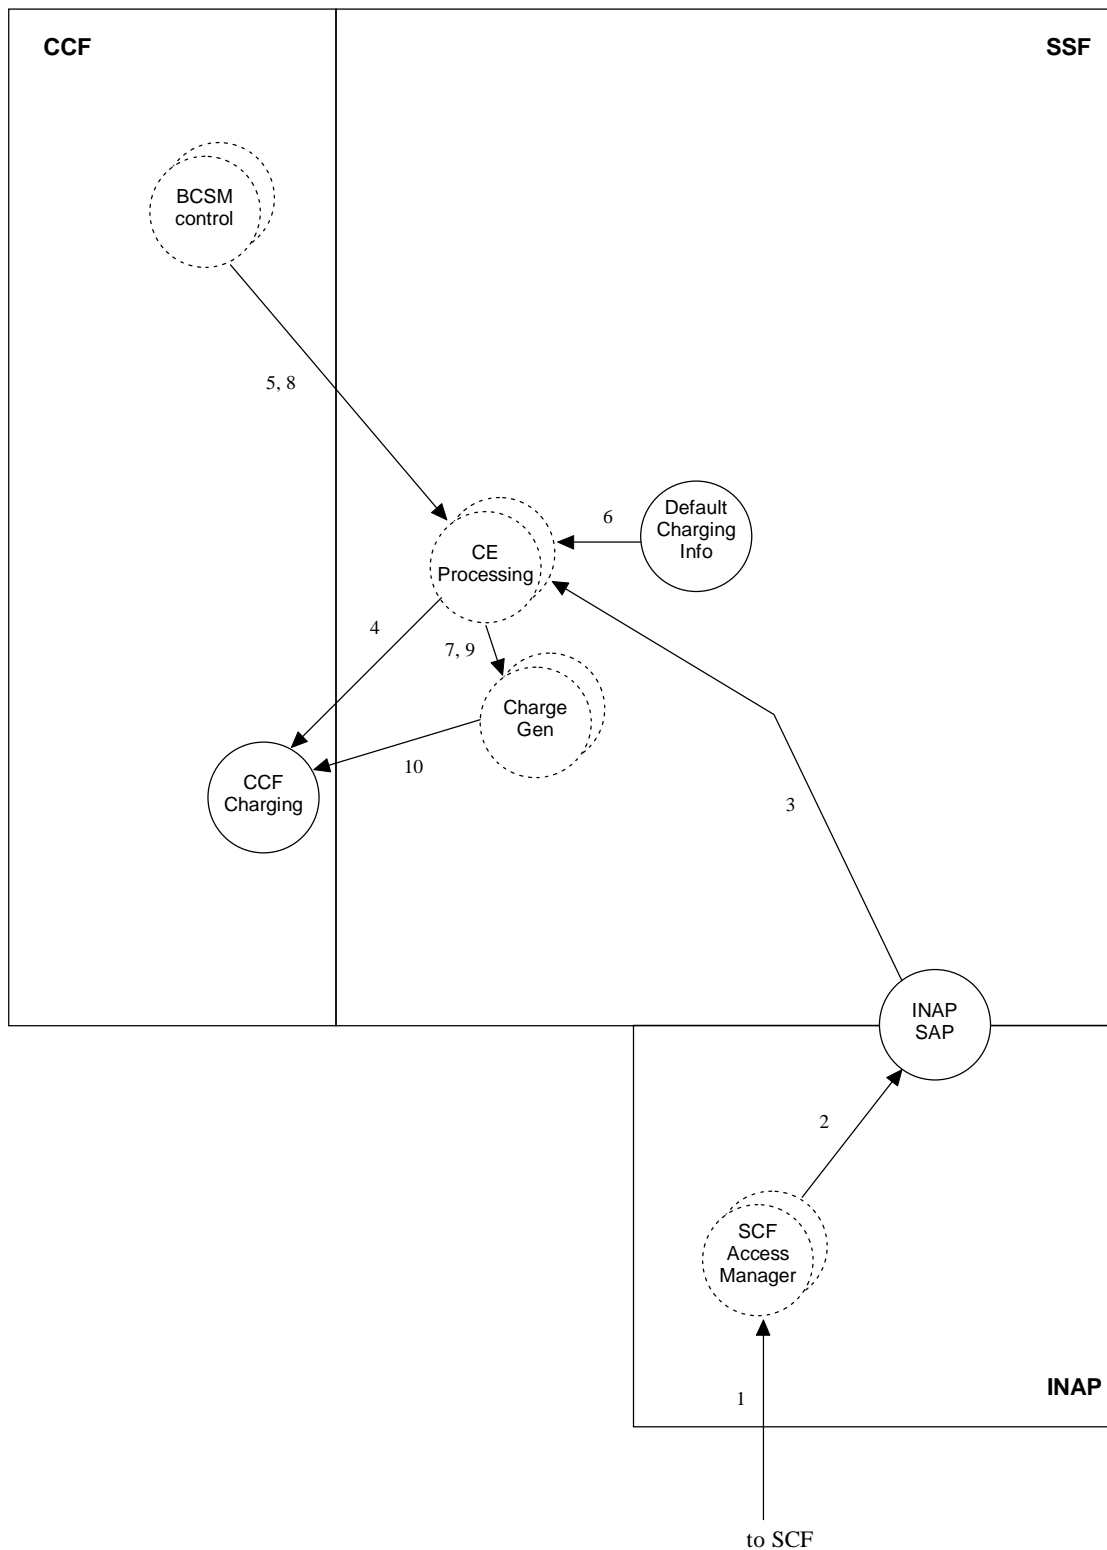 CCF
SSF
BCSM
control
5, 8
Default
Charging
Info
6
CE
Processing
4
7, 9
Charge
Gen
10
CCF
Charging
3
INAP
SAP
2
SCF
Access
Manager
INAP
1
to SCF